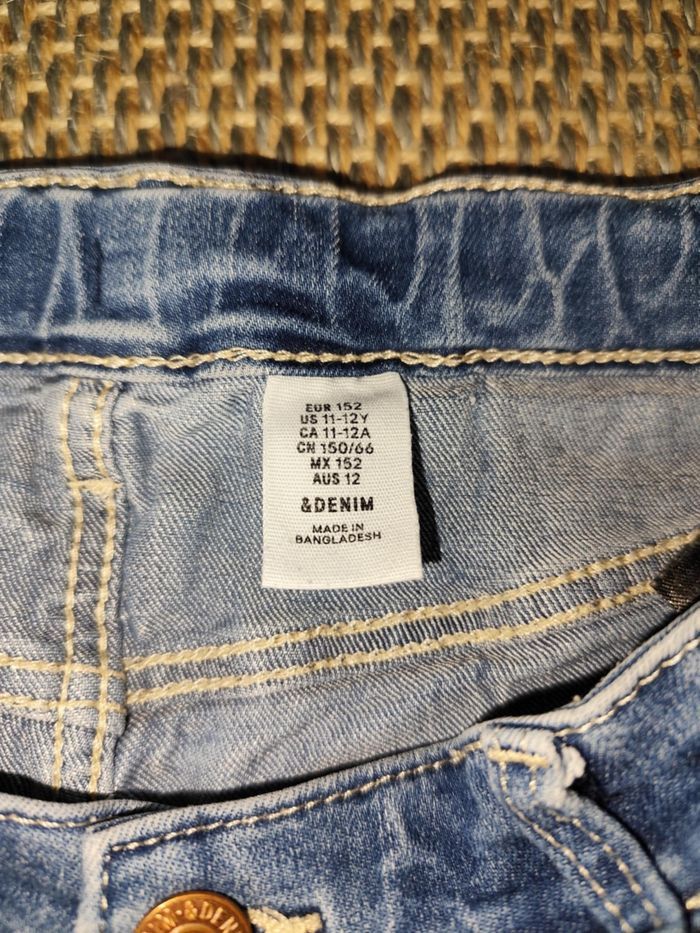 EUR 152
US 11-12Y
CA 11-12A
CN 150/66
MX 152
AUS 12
&DENIM
MADE IN
BANGLADESH
&DEN